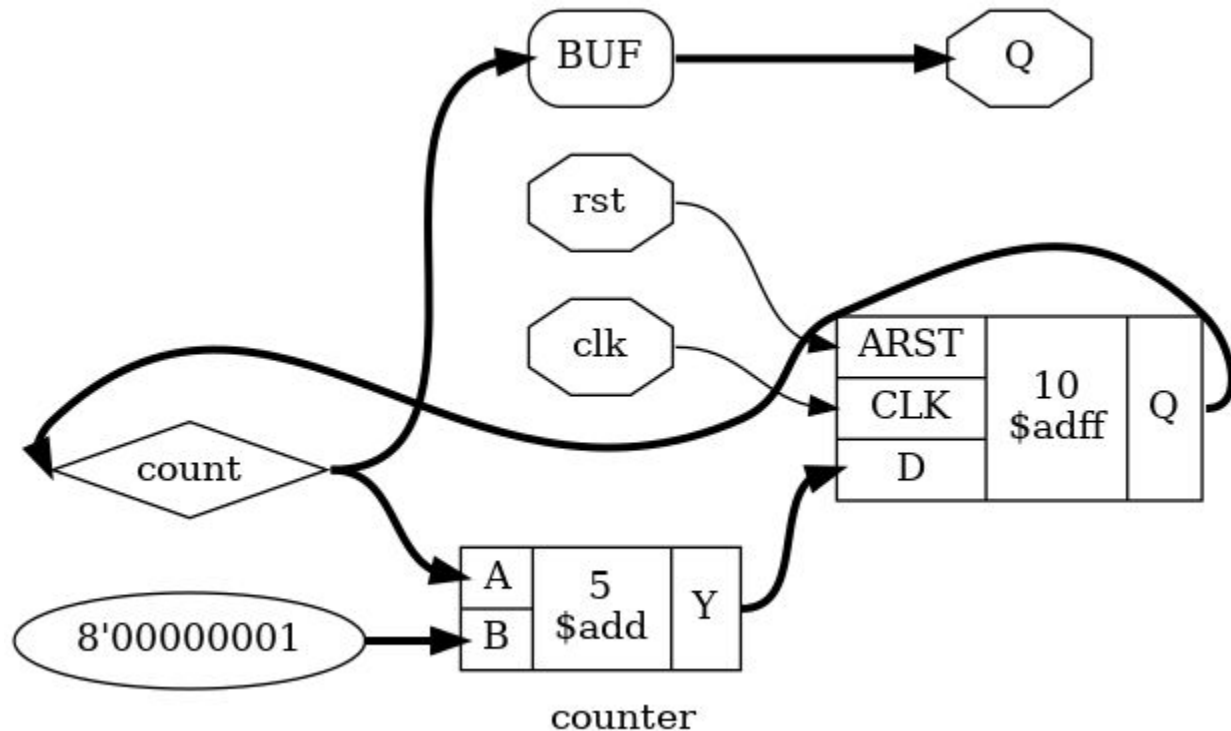 BUF
Q
rst
clk
ARST
CLK
D
10
$adff
Q
count
8'00000001
A
B
5
$add
Y
counter